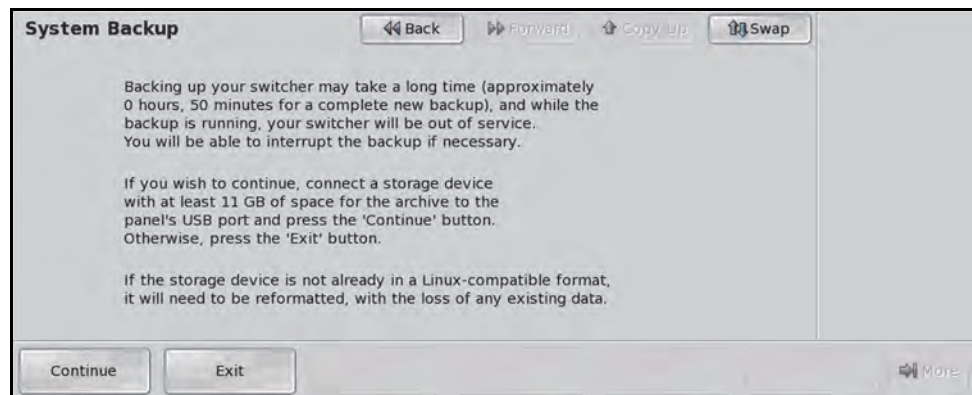 System Backup
Back
Forward
Copy Up
Swap
Backing up your switcher may take a long time (approximately
0 hours, 50 minutes for a complete new backup), and while the
backup is running, your switcher will be out of service.
You will be able to interrupt the backup if necessary.
If you wish to continue, connect a storage device
with at least 11 GB of space for the archive to the
panel's USB port and press the 'Continue' button.
Otherwise, press the 'Exit' button.
If the storage device is not already in a Linux-compatible format,
it will need to be reformatted, with the loss of any existing data.
Continue
Exit
More